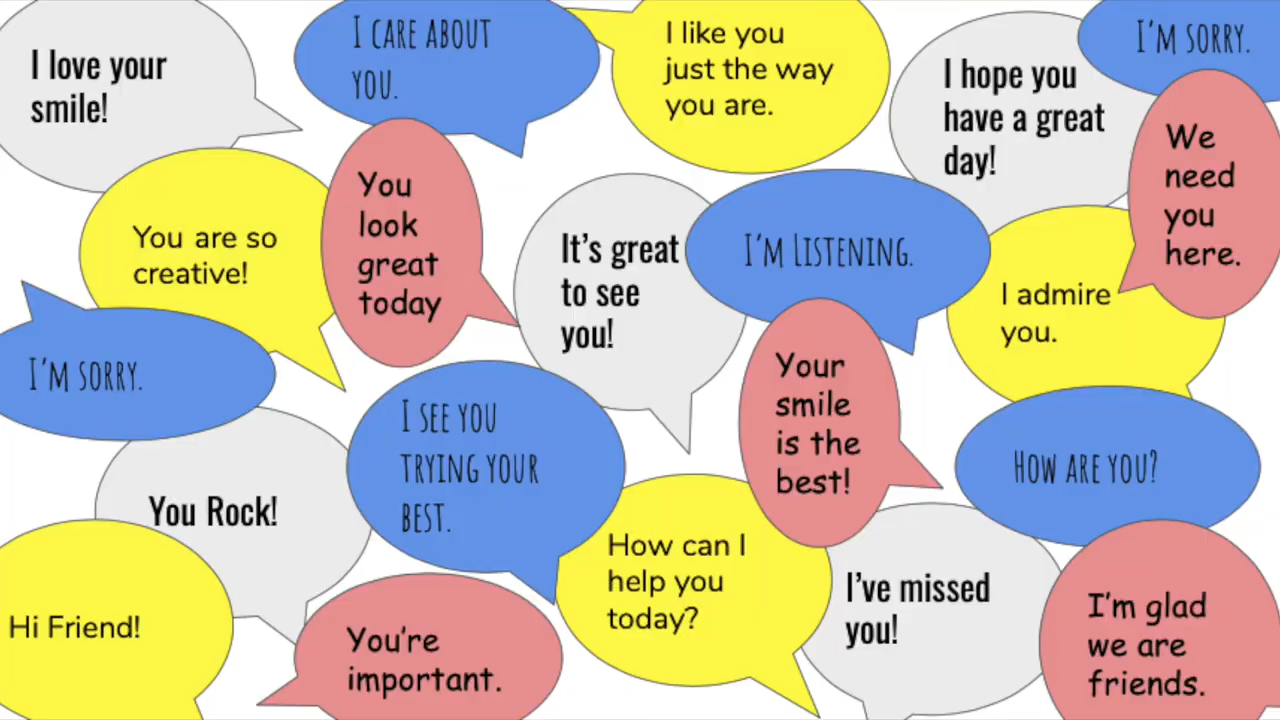 I love your
smile!
I CARE ABOUT
YOU.
I like you
just the way
you are.
I hope you
have a great
day!
I'M SORRY.
We
need
you
here.
You are so
creative!
You
look
great
today
It's great
to see
you!
I'M LISTENING.
I admire
you.
I'M SORRY.
I SEE YOU
TRYING YOUR
BEST.
Your
smile
is the
best!
HOW ARE YOU?
You Rock!
How can I
help you
today?
I've missed
you!
I'm glad
we are
friends.
Hi Friend!
You're
important.